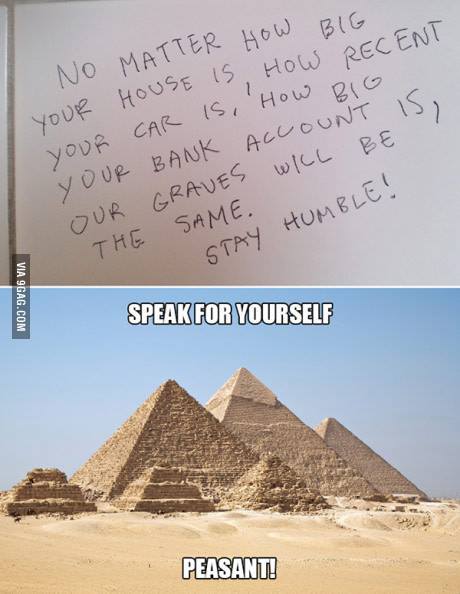 NO MATTER HOW BIG
YOUR HOUSE IS, HOW RECENT
YOUR CAR IS, HOW BIG
YOUR BANK ACCOUNT IS,
OUR GRAVES WILL BE
THE SAME.
STAY HUMBLE!
VIA 9GAG.COM
SPEAK FOR YOURSELF
PEASANT!